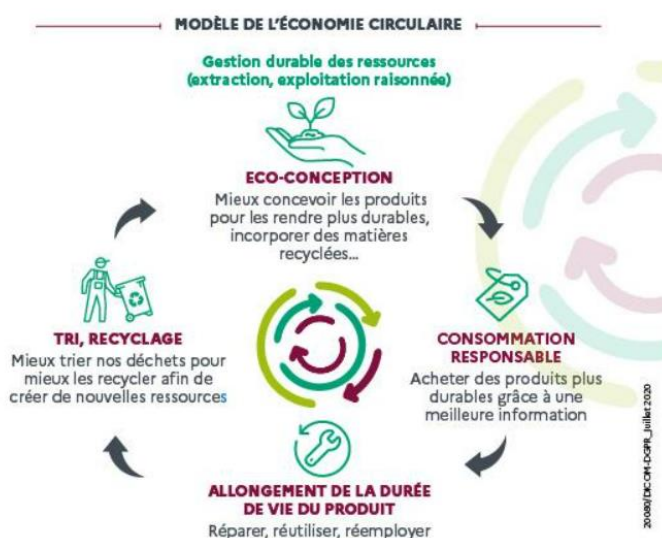 MODÈLE DE L'ÉCONOMIE CIRCULAIRE
Gestion durable des ressources
(extraction, exploitation raisonnée)
ECO-CONCEPTION
Mieux concevoir les produits
pour les rendre plus durables,
incorporer des matières
recyclées...
TRI, RECYCLAGE
Mieux trier nos déchets pour
mieux les recycler afin de
créer de nouvelles ressources
CONSOMMATION
RESPONSABLE
Acheter des produits plus
durables grâce à une
meilleure information
ALLONGEMENT DE LA DURÉE
DE VIE DU PRODUIT
Réparer, réutiliser, réemployer
20080/DICOM-DGPR_Juillet 2020